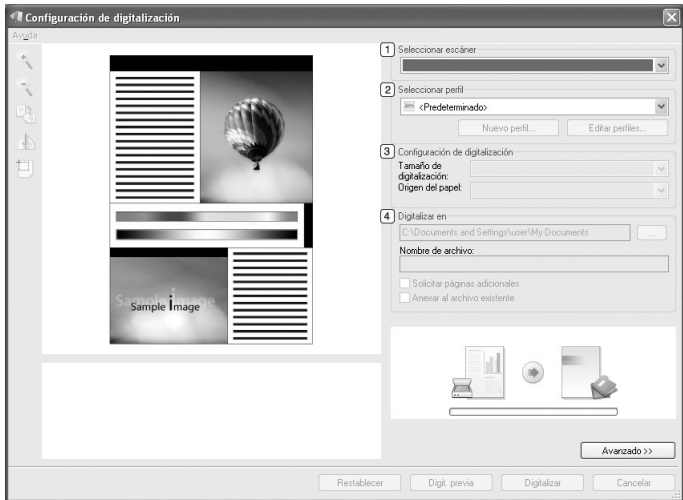 Configuración de digitalización
Ayuda
1 Seleccionar escáner
2 Seleccionar perfil
<Predeterminado>
Nuevo perfil... Editar perfiles...
3 Configuración de digitalización
Tamaño de
digitalización:
Origen del papel:
4 Digitalizar en
C:\Documents and Settings\user\My Documents ...
Nombre de archivo:
Solicitar páginas adicionales
Anexar al archivo existente
Sample image
Sample image
Avanzado >>
Restablecer Digit. previa Digitalizar Cancelar